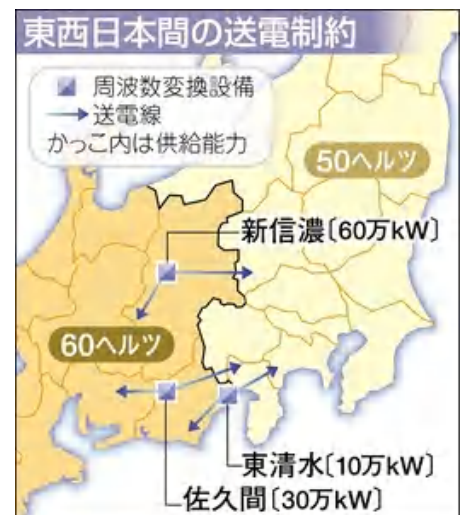 東西日本間の送電制約
周波数変換設備
送電線
かっこ内は供給能力
50ヘルツ
新信濃〔60万kW〕
60ヘルツ
東清水〔10万kW〕
佐久間〔30万kW〕